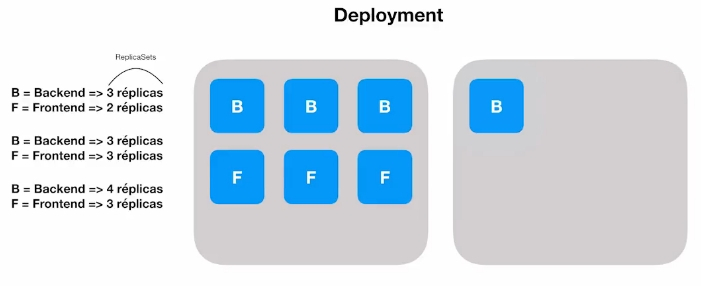 Deployment
ReplicaSets
B = Backend => 3 réplicas
F = Frontend => 2 réplicas
B = Backend => 3 réplicas
F = Frontend => 3 réplicas
B = Backend => 4 réplicas
F = Frontend => 3 réplicas
B B B
F F F
B